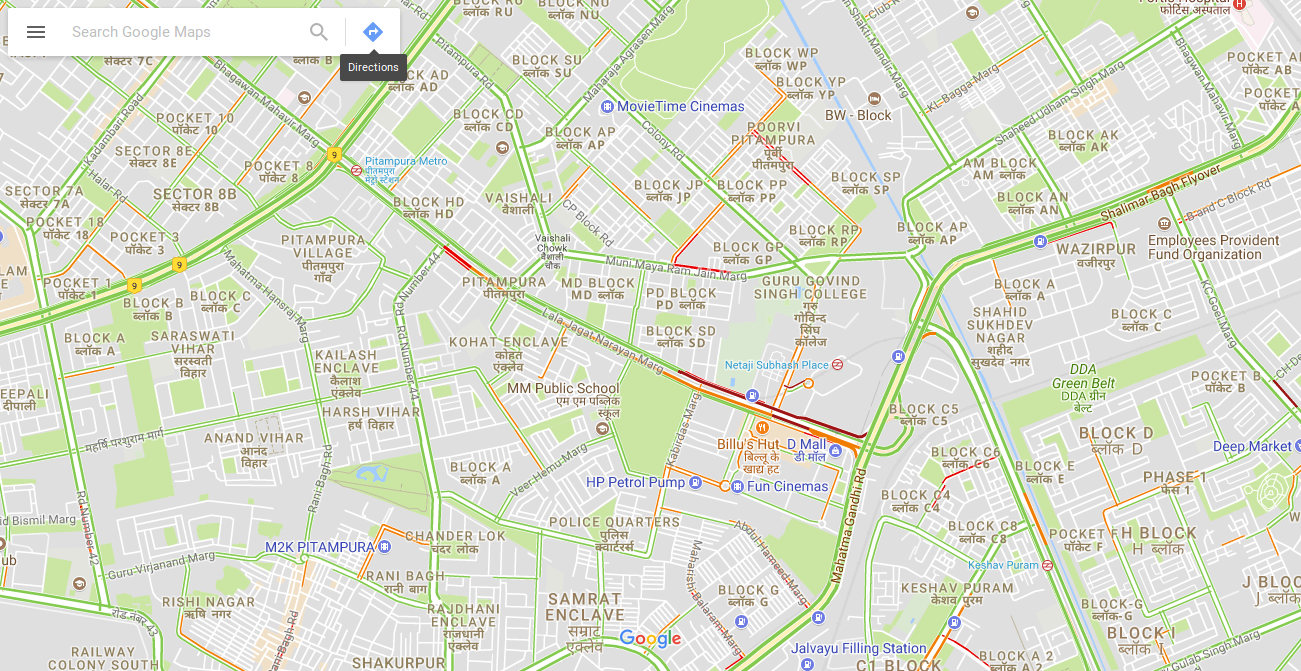 Search Google Maps
Directions
सेक्टर 7C
BLOCK AD
ब्लॉक AD
BLOCK RU
ब्लॉक RU
BLOCK NU
ब्लॉक NU
BLOCK SU
ब्लॉक SU
Pitampura Rd
Maharaja Agrasen Marg
BLOCK WP
ब्लॉक WP
BLOCK YP
ब्लॉक YP
फोर्टिस अस्पताल
POCKET
Bhagwan Mahavir Marg
KL Bagga Marg
Shaheed Udham Singh Marg
Bhagwan Mahavir Marg
MovieTime Cinemas
BW - Block
POCKET 10
पॉकेट 10
Kadambari Road
BLOCK CD
ब्लॉक CD
BLOCK AP
ब्लॉक AP
Colony Rd
POORVI
PITAMPURA
पूर्वी
पीतमपुरा
BLOCK AK
ब्लॉक AK
SECTOR 8E
सेक्टर 8E
POCKET 8
पॉकेट 8
9
Pitampura Metro
पीतमपुरा
मेट्रो स्टेशन
AM BLOCK
AM ब्लॉक
SECTOR 7A
सेक्टर 7A
SECTOR 8B
सेक्टर 8B
BLOCK HD
ब्लॉक HD
VAISHALI
वैशाली
BLOCK JP
ब्लॉक JP
BLOCK PP
ब्लॉक PP
BLOCK SP
ब्लॉक SP
BLOCK AN
ब्लॉक AN
Shalimar Bagh Flyover
B and C Block Rd
POCKET 18
पॉकेट 18
POCKET 3
पॉकेट 3
PITAMPURA
VILLAGE
पीतमपुरा
गाँव
CP Block Rd
Vaishali
Chowk
वैशाली
चौक
BLOCK GP
ब्लॉक GP
BLOCK RP
ब्लॉक RP
BLOCK AP
ब्लॉक AP
WAZIRPUR
वजीरपुर
Employees Provident
Fund Organization
Muni Maya Ram Jain Marg
9
9
POCKET 1
पॉकेट 1
BLOCK B
ब्लॉक B
BLOCK C
ब्लॉक C
Mahatma Hansraj Marg
Rd Number 44
PITAMPURA
पीतमपुरा
MD BLOCK
MD ब्लॉक
PD BLOCK
PD ब्लॉक
GURU GOVIND
SINGH COLLEGE
गुरु
गोविन्द
सिंघ
कॉलेज
BLOCK A
ब्लॉक A
KC Goel Marg
BLOCK A
ब्लॉक A
SARASWATI
VIHAR
सरस्वती
विहार
Lala Jagat Narayan Marg
BLOCK SD
ब्लॉक SD
SHAHID
SUKHDEV
NAGAR
शहीद
सुखदेव नगर
BLOCK C
ब्लॉक C
KOHAT ENCLAVE
कोहत
एंक्लेव
KAILASH
ENCLAVE
कैलाश
एंक्लेव
Rd Number 44
Netaji Subhash Place
DDA
Green Belt
DDA ग्रीन
बेल्ट
POCKET B
पॉकेट B
दीपाली
MM Public School
एम एम पब्लिक
स्कूल
HARSH VIHAR
हर्ष विहार
BLOCK C5
ब्लॉक C5
महर्षि परशुराम मार्ग
ANAND VIHAR
आनंद
विहार
Kabirdas Marg
Billu's Hut
बिल्लू के
खाद्य हट
D Mall
डी मॉल
BLOCK D
ब्लॉक D
Deep Market
Rani Bagh Rd
BLOCK A
ब्लॉक A
Veer Hemu Marg
HP Petrol Pump
Fun Cinemas
BLOCK C6
ब्लॉक C6
BLOCK E
ब्लॉक E
PHASE 1
फेस 1
BLOCK C4
ब्लॉक C4
Rd Number 42
POLICE QUARTERS
पुलिस
क्वार्टर्स
Mahatma Gandhi Rd
Abdul Hameed Marg
BLOCK C8
ब्लॉक C8
POCKET F
पॉकेट F
H BLOCK
H ब्लॉक
M2K PITAMPURA
CHANDER LOK
चंदर लोक
Guru Virjanand Marg
Keshav Puram
RANI BAGH
रानी बाग
Maharishi Balaram Marg
BLOCK G
ब्लॉक G
KESHAV PURAM
केशव पुरम
RISHI NAGAR
ऋषि नगर
रोड नंबर 43
Rani Bagh Rd
RAJDHANI
ENCLAVE
राजधानी
एंक्लेव
SAMRAT
ENCLAVE
सम्राट
एंक्लेव
BLOCK-G
ब्लॉक-G
BLOCK I
ब्लॉक I
Gulab Singh Marg
Google
Jalvayu Filling Station
RAILWAY
COLONY SOUTH
SHAKURPUR
C1 BLOCK
BLOCK A 2
ब्लॉक A 2